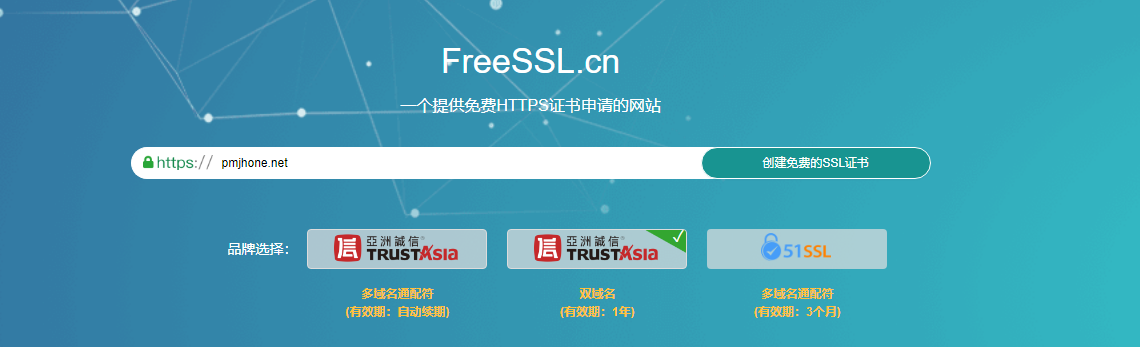 FreeSSL.cn
一个提供免费HTTPS证书申请的网站
https:// pmjhone.net
创建免费的SSL证书
品牌选择：
亞洲誠信®
TRUSTAsia
亞洲誠信®
TRUSTAsia
51SSL
多域名通配符
(有效期：自动续期)
双域名
(有效期：1年)
多域名通配符
(有效期：3个月)